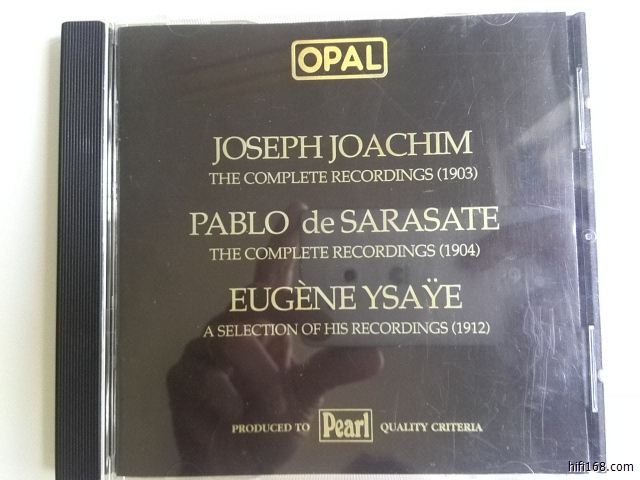 OPAL
JOSEPH JOACHIM
THE COMPLETE RECORDINGS (1903)
PABLO de SARASATE
THE COMPLETE RECORDINGS (1904)
EUGÈNE YSAŸE
A SELECTION OF HIS RECORDINGS (1912)
PRODUCED TO Pearl QUALITY CRITERIA
hifi168.com